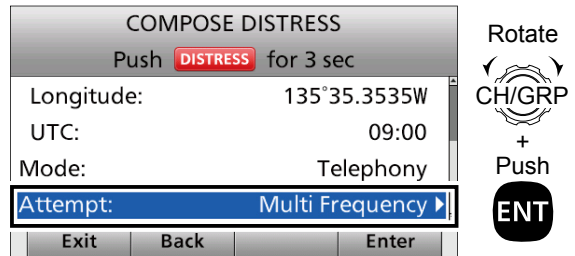 COMPOSE DISTRESS
Push DISTRESS for 3 sec
Longitude: 135°35.3535W
UTC: 09:00
Mode: Telephony
Attempt: Multi Frequency
Exit Back Enter
Rotate
CH/GRP
+
Push
ENT